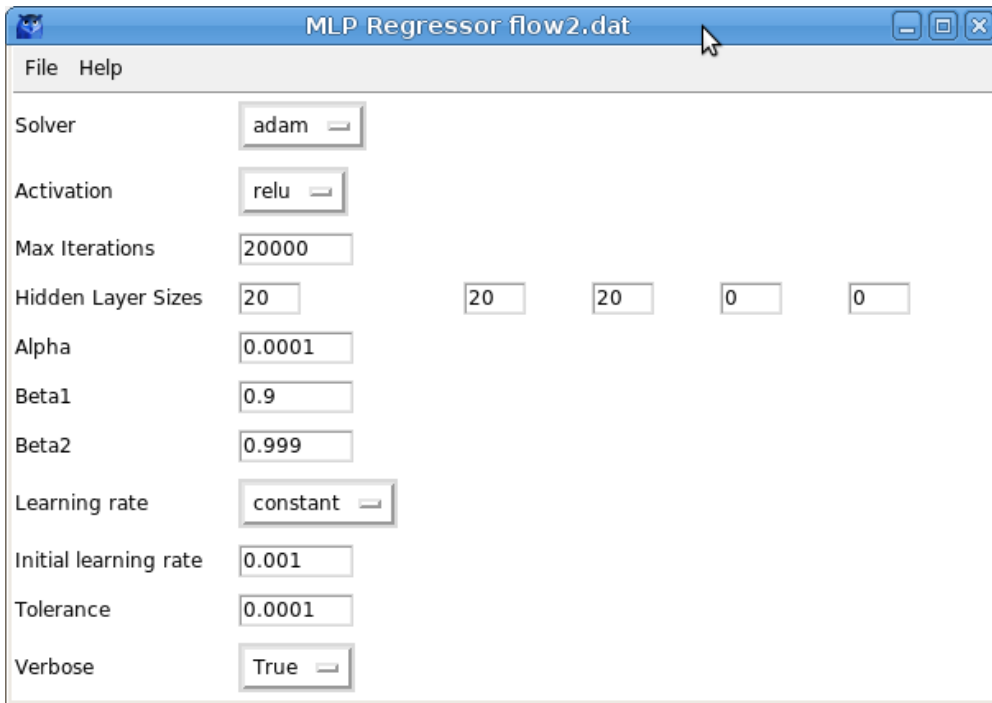 MLP Regressor flow2.dat
File Help
Solver adam
Activation relu
Max Iterations 20000
Hidden Layer Sizes 20 20 20 0 0
Alpha 0.0001
Beta1 0.9
Beta2 0.999
Learning rate constant
Initial learning rate 0.001
Tolerance 0.0001
Verbose True